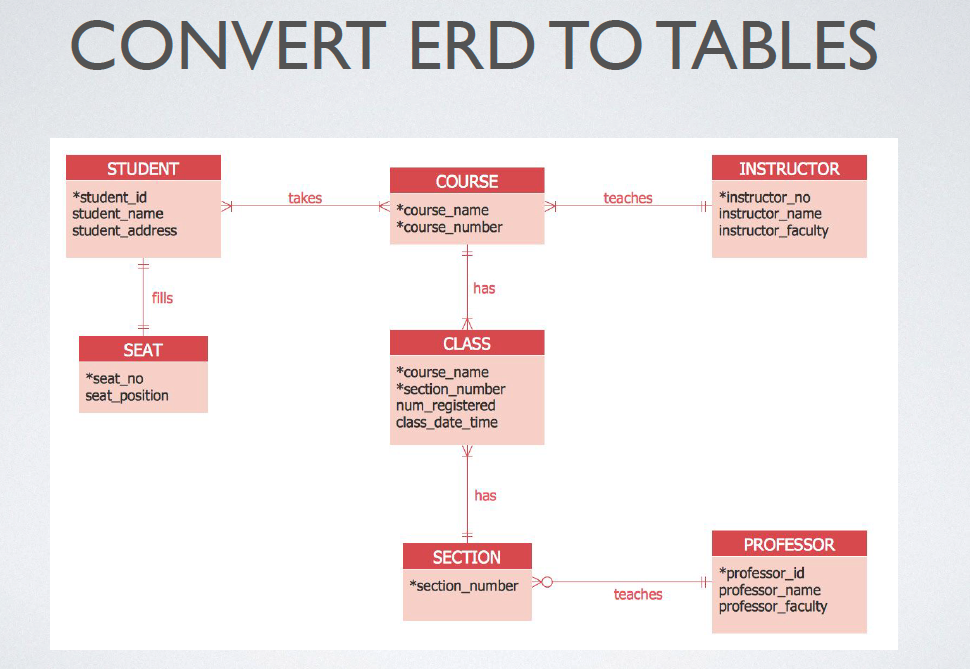 CONVERT ERD TO TABLES
STUDENT
*student_id
student_name
student_address
takes
COURSE
*course_name
*course_number
teaches
INSTRUCTOR
*instructor_no
instructor_name
instructor_faculty
fills
has
SEAT
*seat_no
seat_position
CLASS
*course_name
*section_number
num_registered
class_date_time
has
SECTION
*section_number
teaches
PROFESSOR
*professor_id
professor_name
professor_faculty